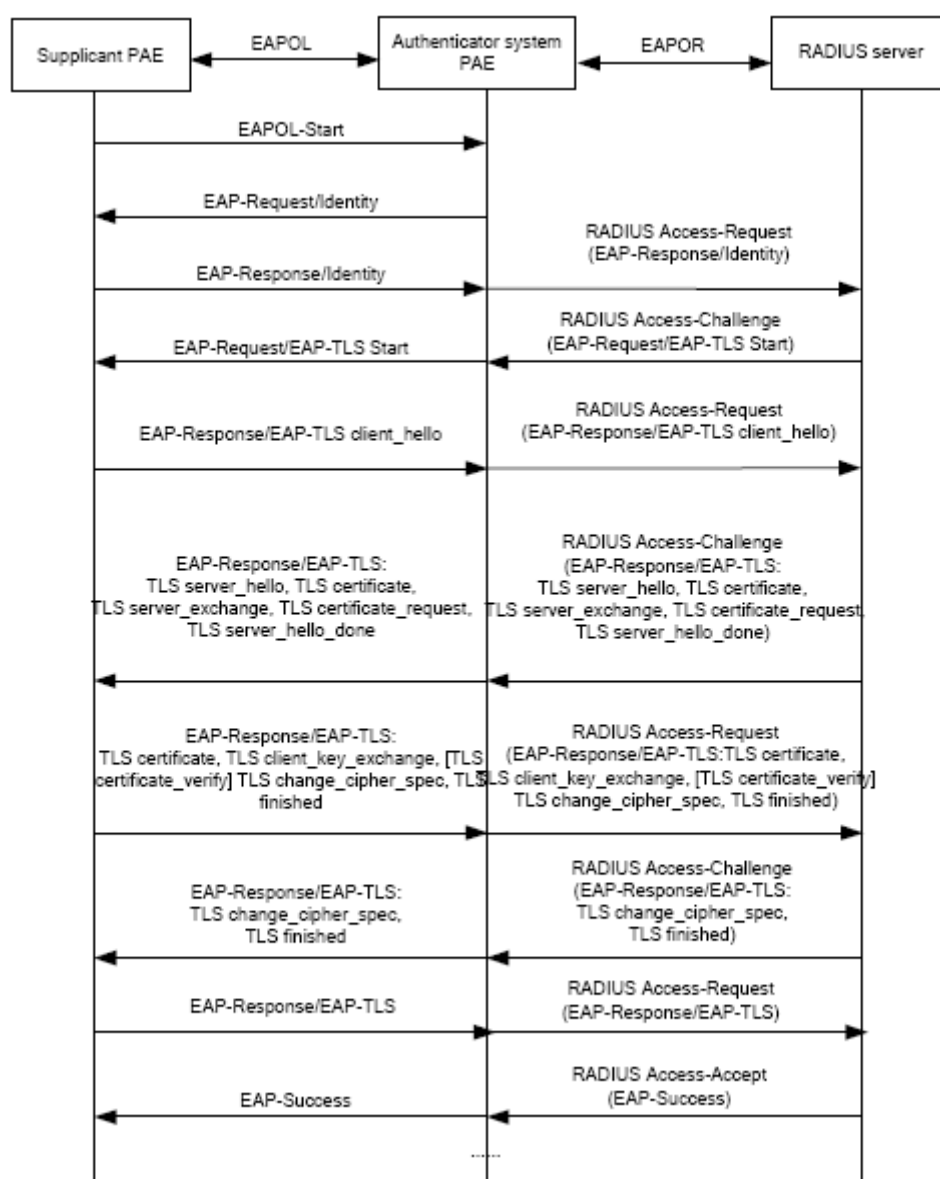 Supplicant PAE
EAPOL
Authenticator system
PAE
EAPOR
RADIUS server
EAPOL-Start
EAP-Request/Identity
RADIUS Access-Request
(EAP-Response/Identity)
EAP-Response/Identity
RADIUS Access-Challenge
(EAP-Request/EAP-TLS Start)
EAP-Request/EAP-TLS Start
RADIUS Access-Request
(EAP-Response/EAP-TLS client_hello)
EAP-Response/EAP-TLS client_hello
EAP-Response/EAP-TLS:
TLS server_hello, TLS certificate,
TLS server_exchange, TLS certificate_request,
TLS server_hello_done
RADIUS Access-Challenge
(EAP-Response/EAP-TLS:
TLS server_hello, TLS certificate,
TLS server_exchange, TLS certificate_request,
TLS server_hello_done)
EAP-Response/EAP-TLS:
TLS certificate, TLS client_key_exchange, [TLS
certificate_verify] TLS change_cipher_spec, TLS
finished
RADIUS Access-Request
(EAP-Response/EAP-TLS:TLS certificate,
TLS client_key_exchange, [TLS certificate_verify]
TLS change_cipher_spec, TLS finished)
EAP-Response/EAP-TLS:
TLS change_cipher_spec,
TLS finished
RADIUS Access-Challenge
(EAP-Response/EAP-TLS:
TLS change_cipher_spec,
TLS finished)
EAP-Response/EAP-TLS
RADIUS Access-Request
(EAP-Response/EAP-TLS)
EAP-Success
RADIUS Access-Accept
(EAP-Success)
......